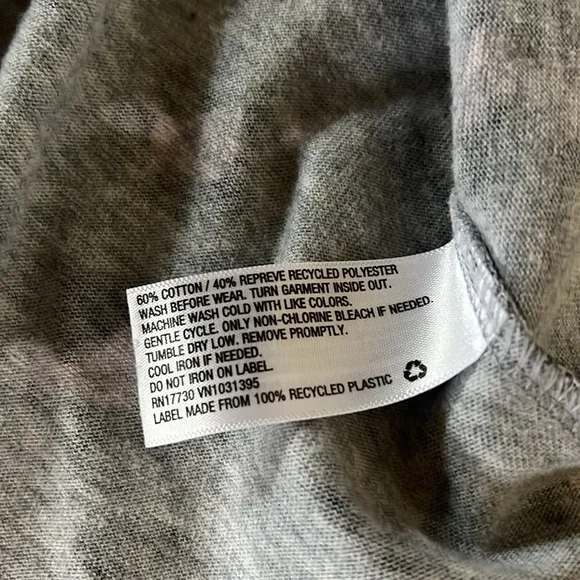 60% COTTON / 40% REPREVE RECYCLED POLYESTER
WASH BEFORE WEAR. TURN GARMENT INSIDE OUT.
MACHINE WASH COLD WITH LIKE COLORS.
GENTLE CYCLE. ONLY NON-CHLORINE BLEACH IF NEEDED.
TUMBLE DRY LOW. REMOVE PROMPTLY.
COOL IRON IF NEEDED.
DO NOT IRON ON LABEL.
RN17730 VN1031395
LABEL MADE FROM 100% RECYCLED PLASTIC